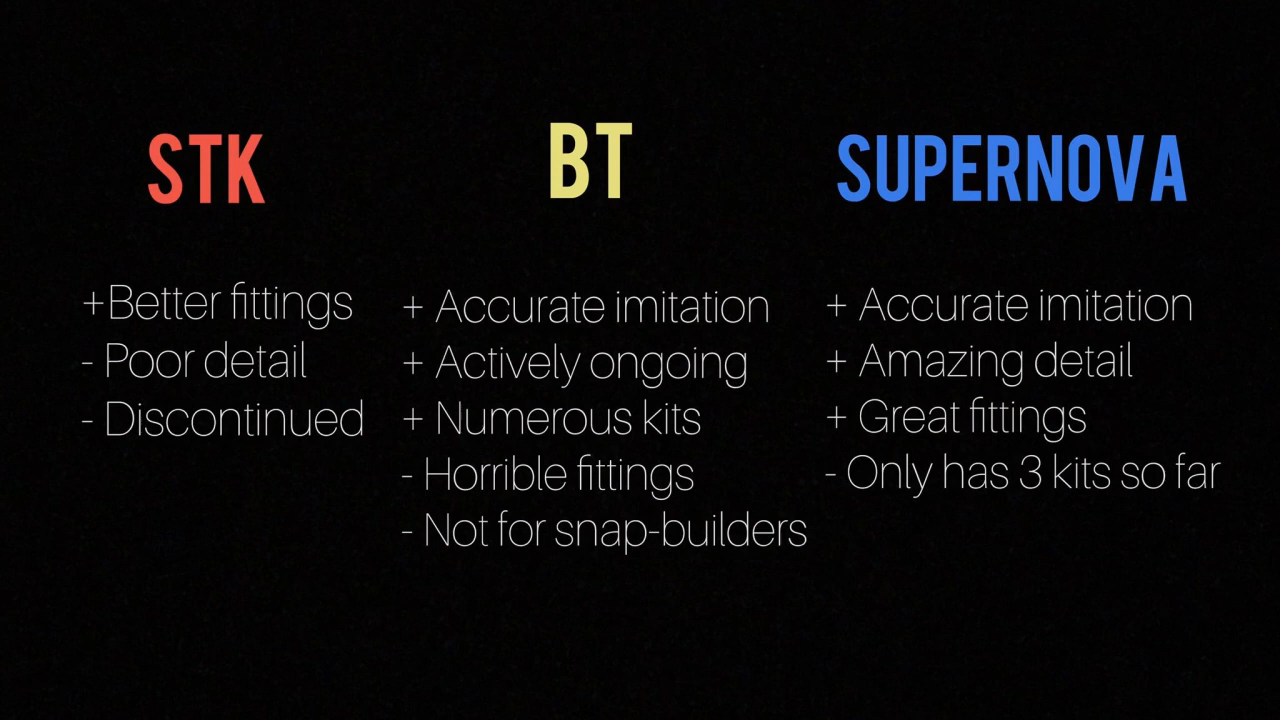 STK
+Better fittings
- Poor detail
- Discontinued
BT
+ Accurate imitation
+ Actively ongoing
+ Numerous kits
- Horrible fittings
- Not for snap-builders
SUPERNOVA
+ Accurate imitation
+ Amazing detail
+ Great fittings
- Only has 3 kits so far